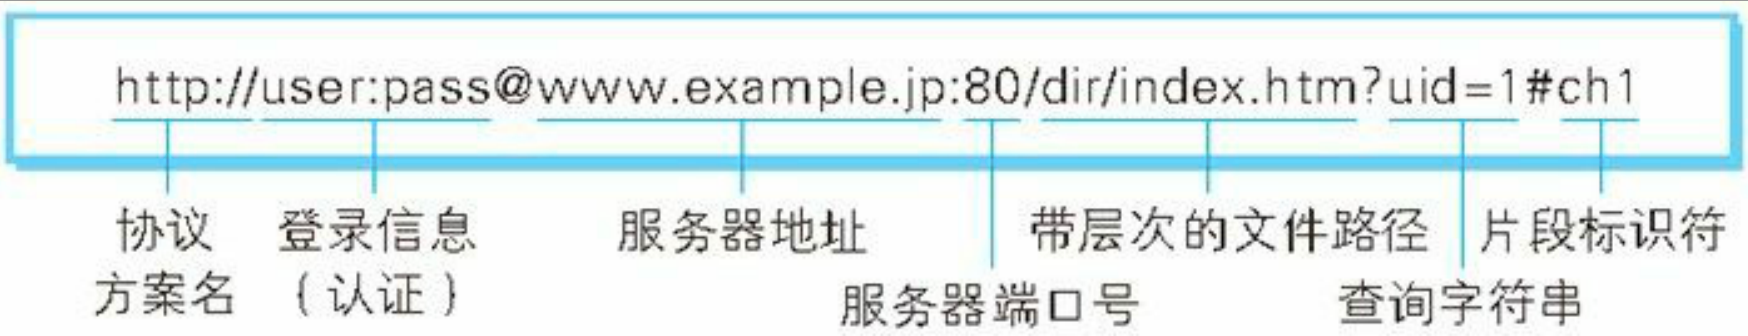 http://user:pass@www.example.jp:80/dir/index.htm?uid=1#ch1
协议
方案名
登录信息
（认证）
服务器地址
服务器端口号
带层次的文件路径
查询字符串
片段标识符